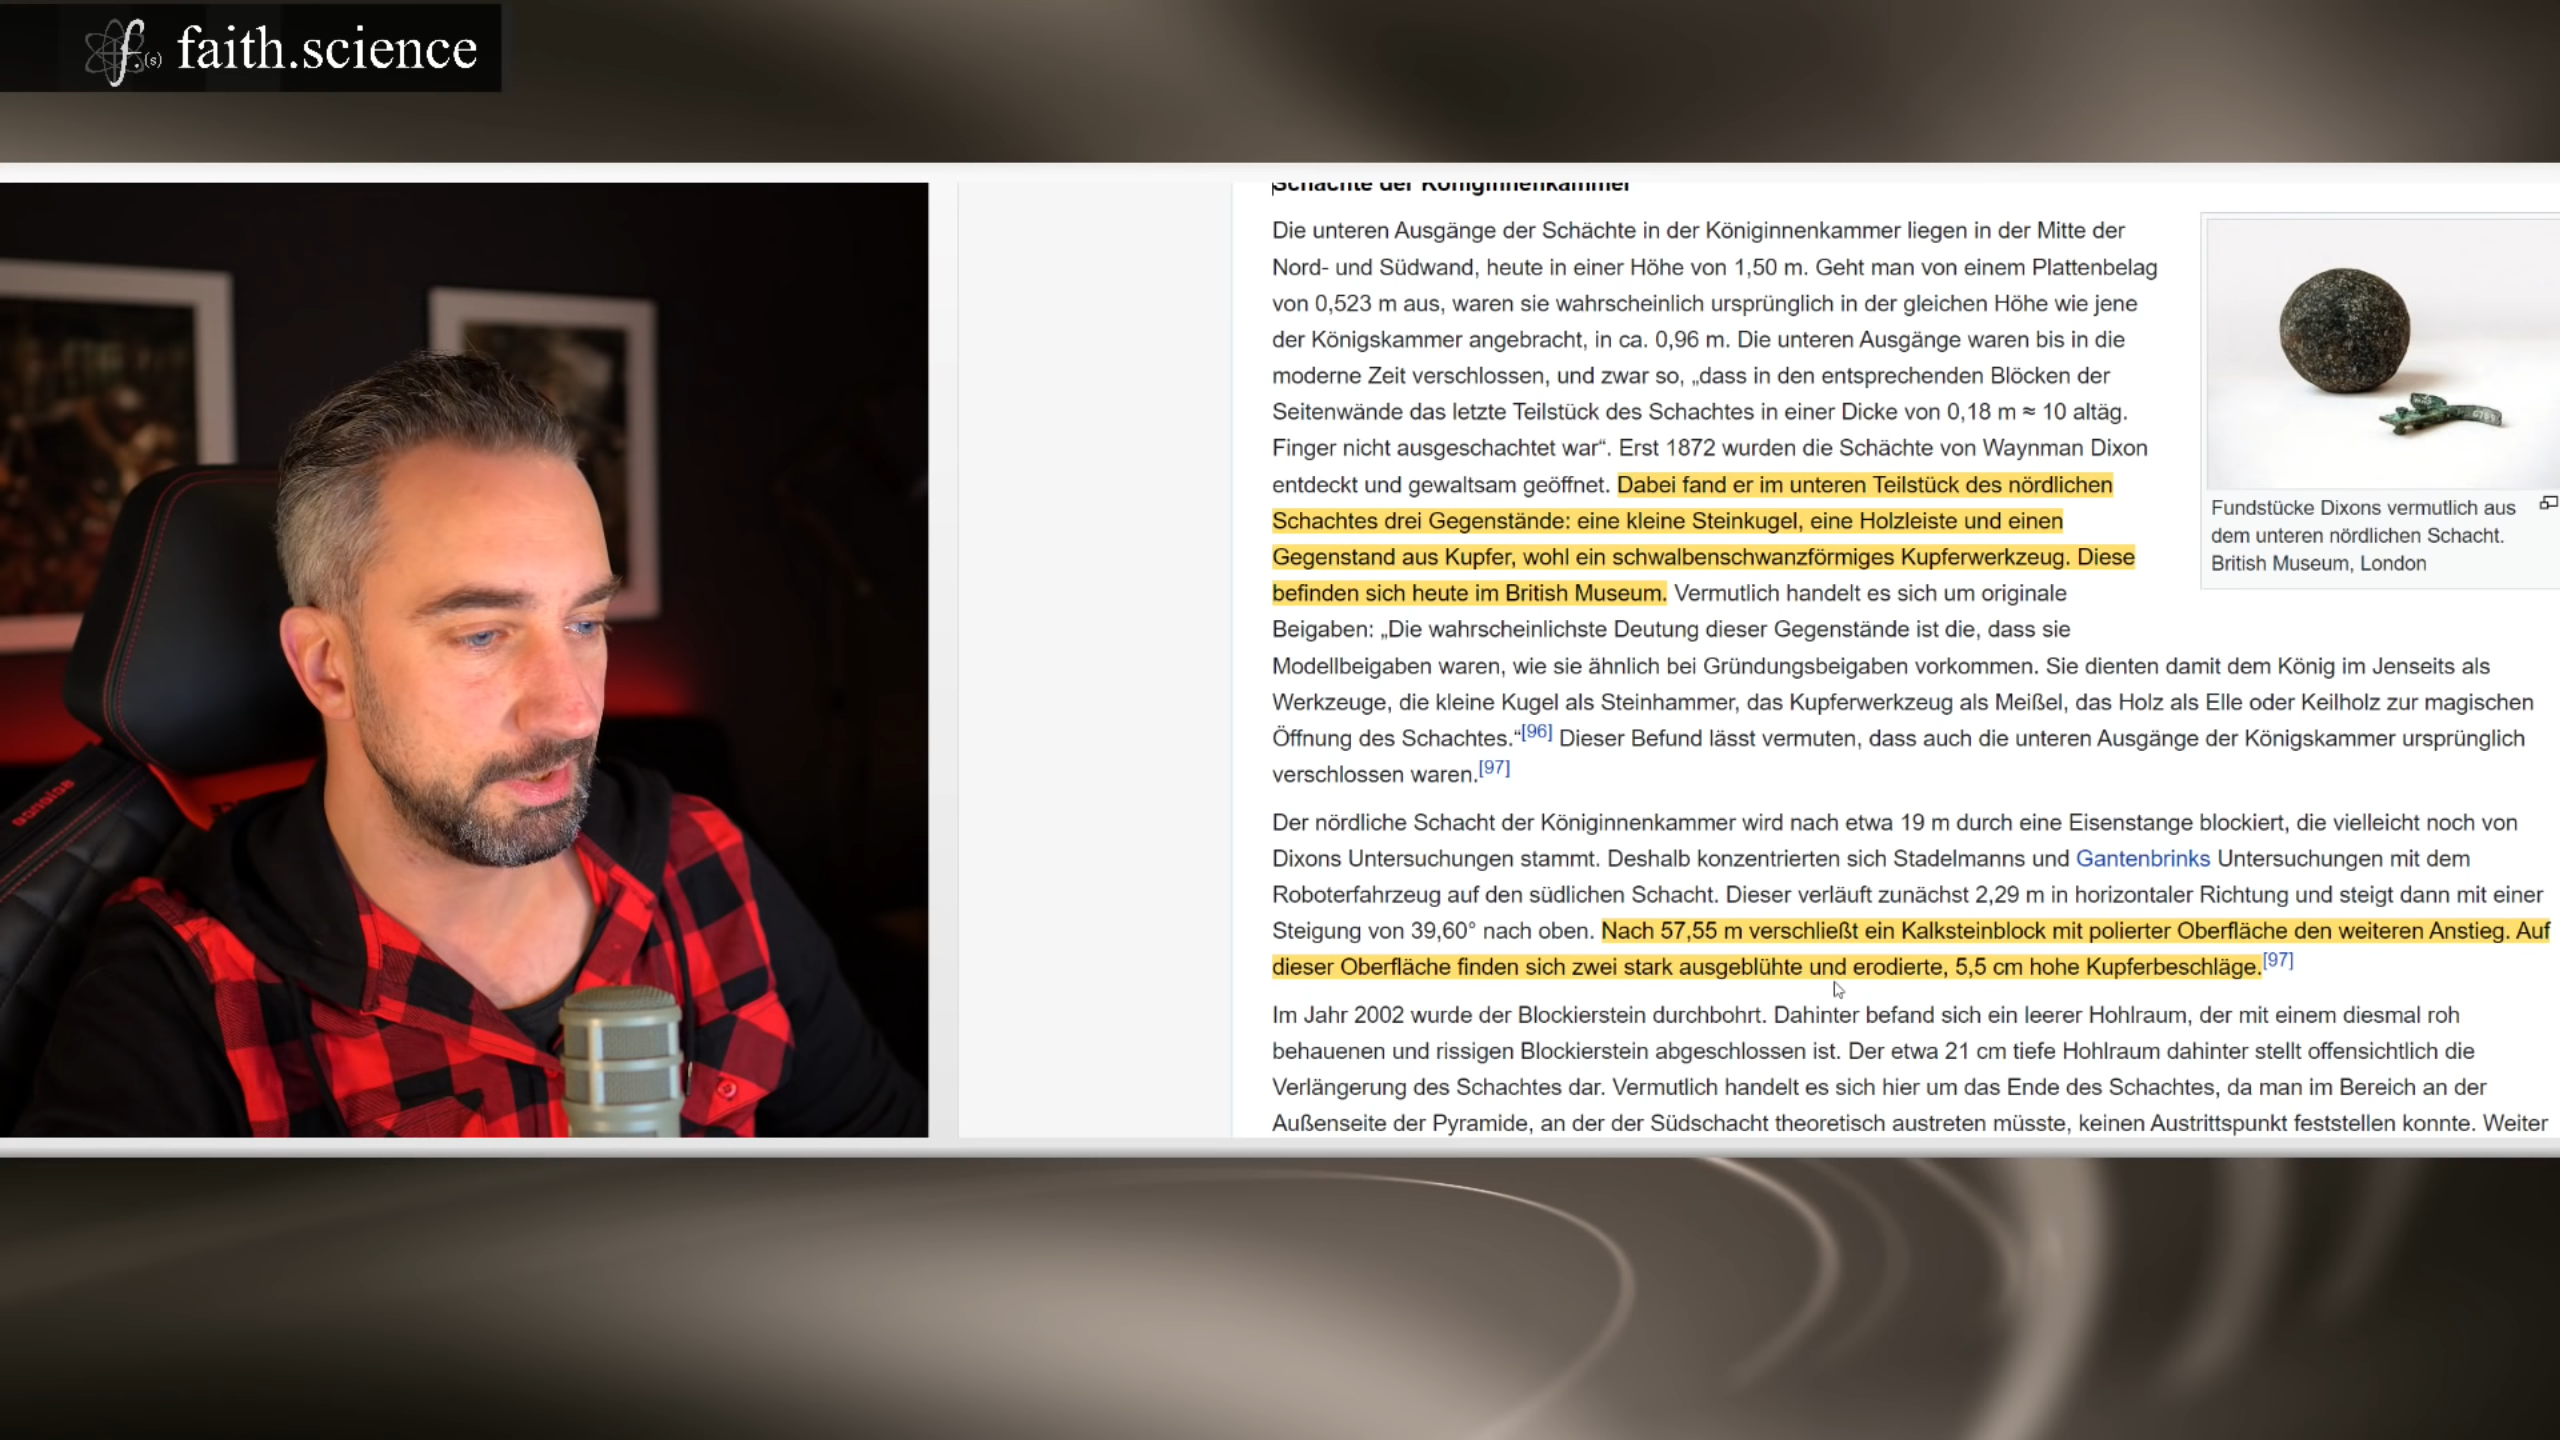 f(s) faith.science
Schächte der Königinnenkammer
Die unteren Ausgänge der Schächte in der Königinnenkammer liegen in der Mitte der
Nord- und Südwand, heute in einer Höhe von 1,50 m. Geht man von einem Plattenbelag
von 0,523 m aus, waren sie wahrscheinlich ursprünglich in der gleichen Höhe wie jene
der Königskammer angebracht, in ca. 0,96 m. Die unteren Ausgänge waren bis in die
moderne Zeit verschlossen, und zwar so, „dass in den entsprechenden Blöcken der
Seitenwände das letzte Teilstück des Schachtes in einer Dicke von 0,18 m ≈ 10 altäg.
Finger nicht ausgeschachtet war“. Erst 1872 wurden die Schächte von Waynman Dixon
entdeckt und gewaltsam geöffnet. Dabei fand er im unteren Teilstück des nördlichen
Schachtes drei Gegenstände: eine kleine Steinkugel, eine Holzleiste und einen
Gegenstand aus Kupfer, wohl ein schwalbenschwanzförmiges Kupferwerkzeug. Diese
befinden sich heute im British Museum. Vermutlich handelt es sich um originale
Beigaben: „Die wahrscheinlichste Deutung dieser Gegenstände ist die, dass sie
Modellbeigaben waren, wie sie ähnlich bei Gründungsbeigaben vorkommen. Sie dienten damit dem König im Jenseits als
Werkzeuge, die kleine Kugel als Steinhammer, das Kupferwerkzeug als Meißel, das Holz als Elle oder Keilholz zur magischen
Öffnung des Schachtes.“[96] Dieser Befund lässt vermuten, dass auch die unteren Ausgänge der Königskammer ursprünglich
verschlossen waren.[97]
Fundstücke Dixons vermutlich aus
dem unteren nördlichen Schacht.
British Museum, London
Der nördliche Schacht der Königinnenkammer wird nach etwa 19 m durch eine Eisenstange blockiert, die vielleicht noch von
Dixons Untersuchungen stammt. Deshalb konzentrierten sich Stadelmanns und Gantenbrinks Untersuchungen mit dem
Roboterfahrzeug auf den südlichen Schacht. Dieser verläuft zunächst 2,29 m in horizontaler Richtung und steigt dann mit einer
Steigung von 39,60° nach oben. Nach 57,55 m verschließt ein Kalksteinblock mit polierter Oberfläche den weiteren Anstieg. Auf
dieser Oberfläche finden sich zwei stark ausgeblühte und erodierte, 5,5 cm hohe Kupferbeschläge.[97]
Im Jahr 2002 wurde der Blockierstein durchbohrt. Dahinter befand sich ein leerer Hohlraum, der mit einem diesmal roh
behauenen und rissigen Blockierstein abgeschlossen ist. Der etwa 21 cm tiefe Hohlraum dahinter stellt offensichtlich die
Verlängerung des Schachtes dar. Vermutlich handelt es sich hier um das Ende des Schachtes, da man im Bereich an der
Außenseite der Pyramide, an der der Südschacht theoretisch austreten müsste, keinen Austrittspunkt feststellen konnte. Weiter